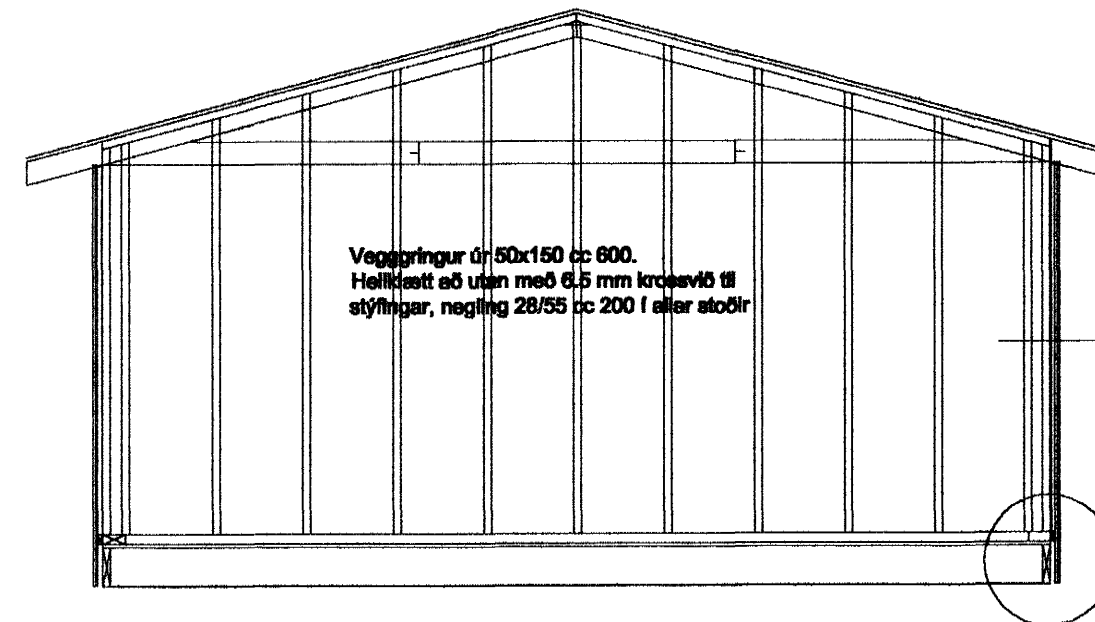 Vegggringur úr 50x150 cc 600.
Heilklætt að utan með 6.5 mm krossvið til
stýfingar, negling 28/55 cc 200 í allar stoðir